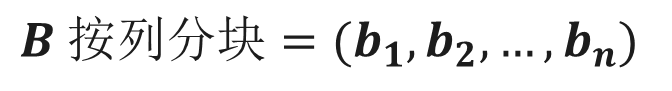 B 按列分块 = (b₁, b₂, ..., bₙ)